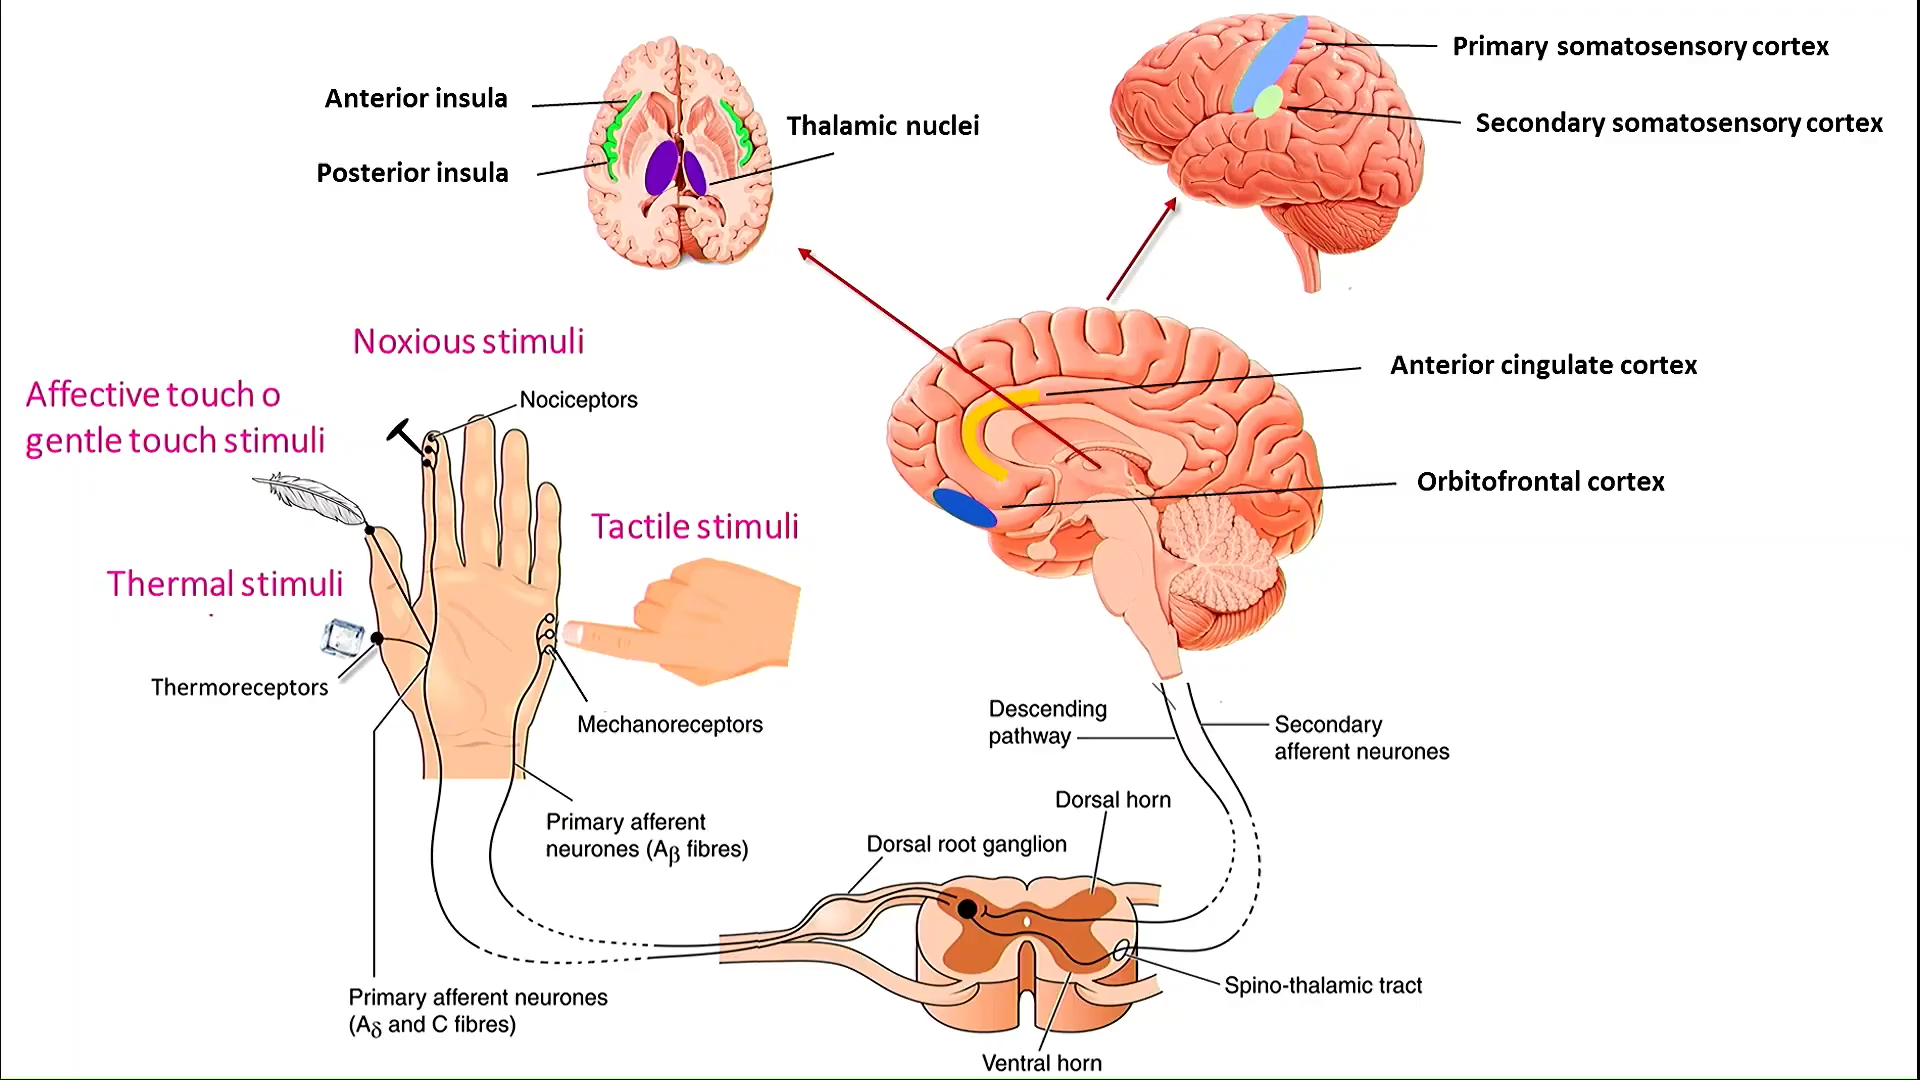 Primary somatosensory cortex
Anterior insula
Thalamic nuclei
Secondary somatosensory cortex
Posterior insula
Noxious stimuli
Anterior cingulate cortex
Affective touch o
gentle touch stimuli
Nociceptors
Orbitofrontal cortex
Tactile stimuli
Thermal stimuli
Thermoreceptors
Mechanoreceptors
Descending
pathway
Secondary
afferent neurones
Dorsal horn
Primary afferent
neurones (Aβ fibres)
Dorsal root ganglion
Spino-thalamic tract
Primary afferent neurones
(Aδ and C fibres)
Ventral horn